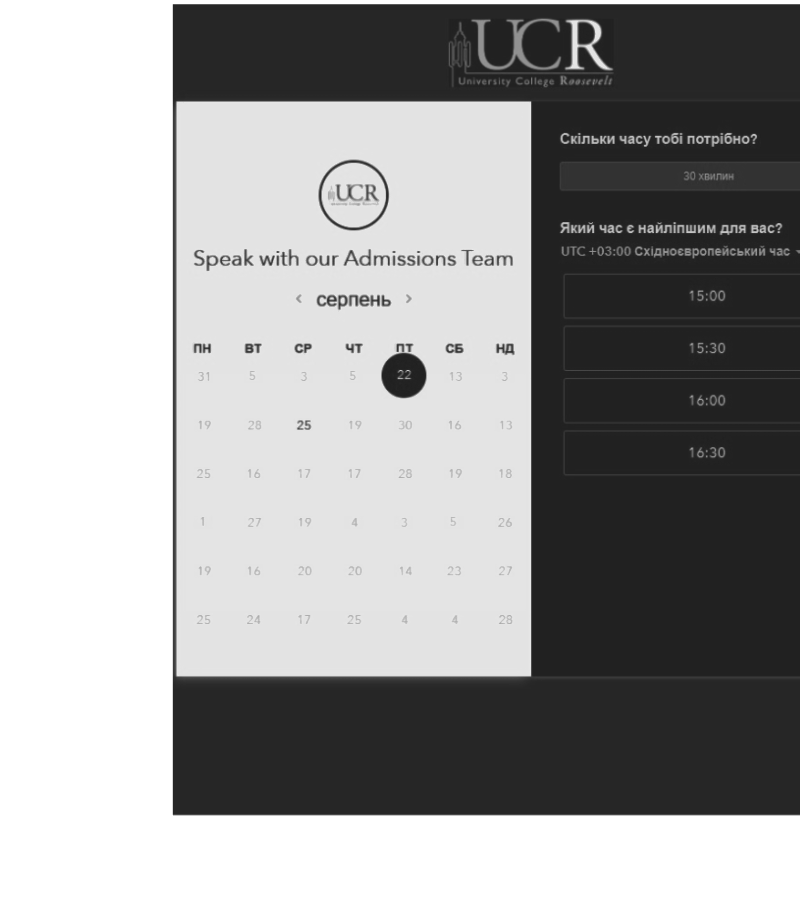 UCR
University College Roosevelt
UCR
Speak with our Admissions Team
серпень
ПН ВТ СР ЧТ ПТ СБ НД
31 5 3 5 22 13 3
19 28 25 19 30 16 13
25 16 17 17 28 19 18
1 27 19 4 3 5 26
19 16 20 20 14 23 27
25 24 17 25 4 4 28
Скільки часу тобі потрібно?
30 хвилин
Який час є найліпшим для вас?
UTC +03:00 Східноєвропейський час
15:00
15:30
16:00
16:30